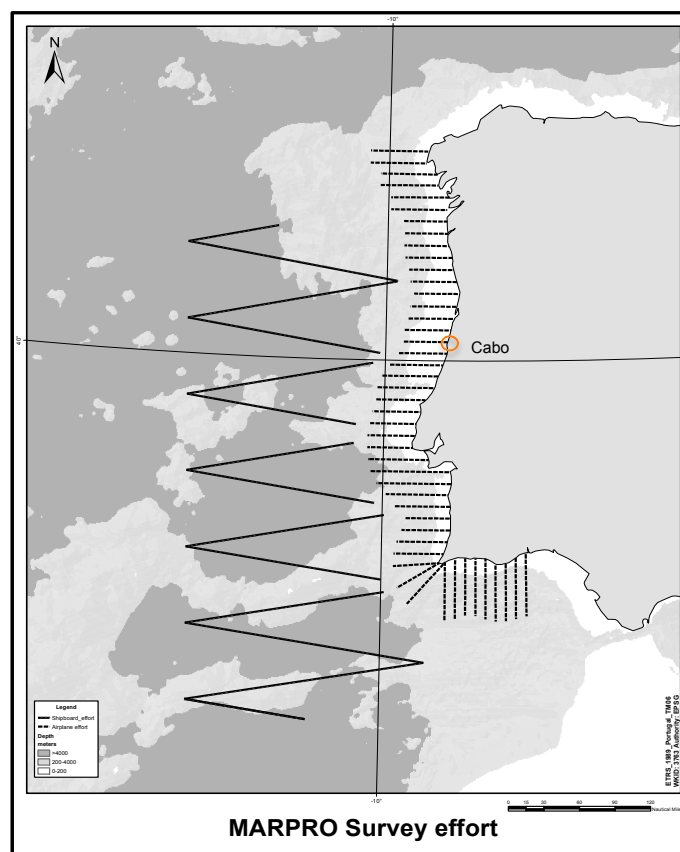 -10°
N
40°
Cabo
Legend
Shipboard_effort
Airplane effort
Depth
meters
>4000
200-4000
0-200
ETRS_1989_Portugal_TM06
WKID: 3763 Authority: EPSG
-10°
0 15 30 60 90 120
Nautical Mile
MARPRO Survey effort